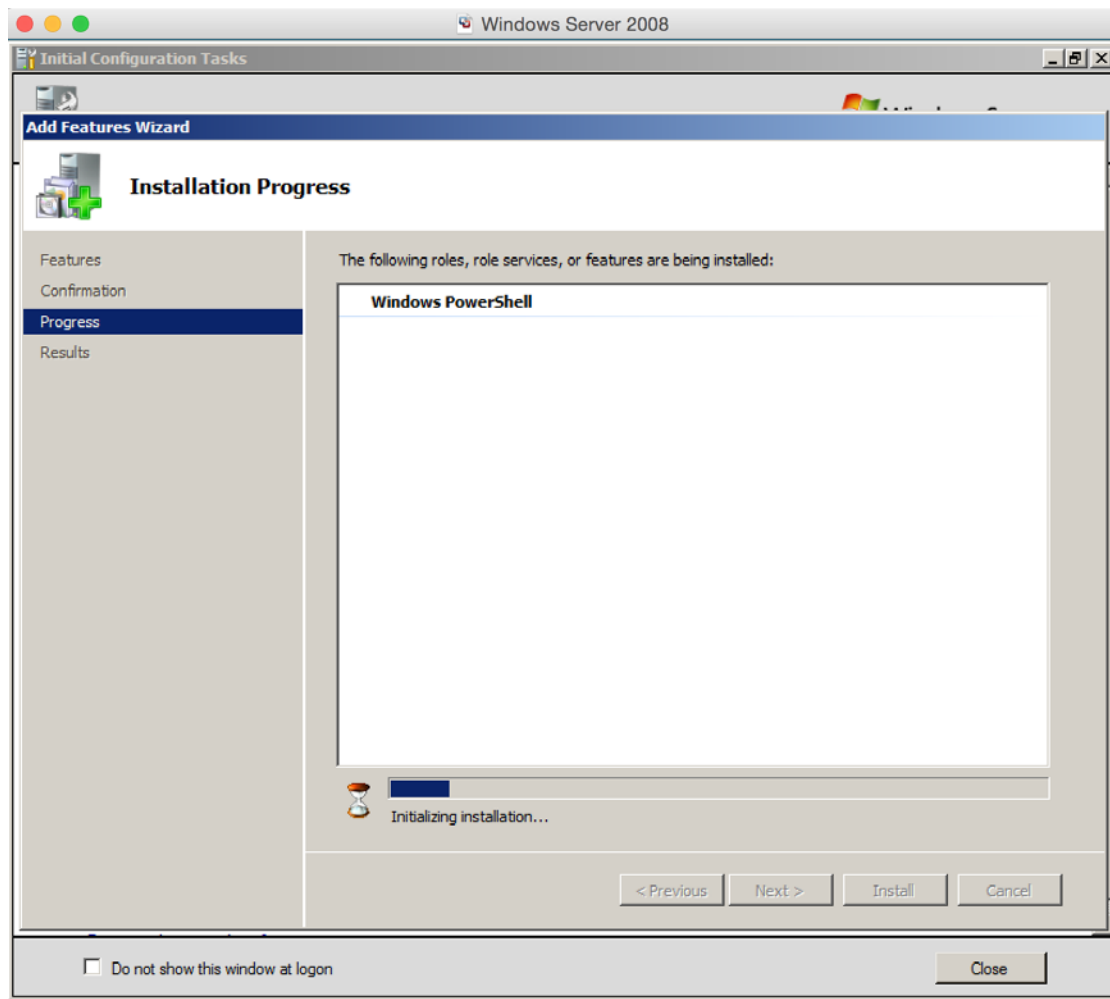 Windows Server 2008
Initial Configuration Tasks
Add Features Wizard
Installation Progress
Features
Confirmation
Progress
Results
The following roles, role services, or features are being installed:
Windows PowerShell
Initializing installation...
< Previous
Next >
Install
Cancel
Do not show this window at logon
Close